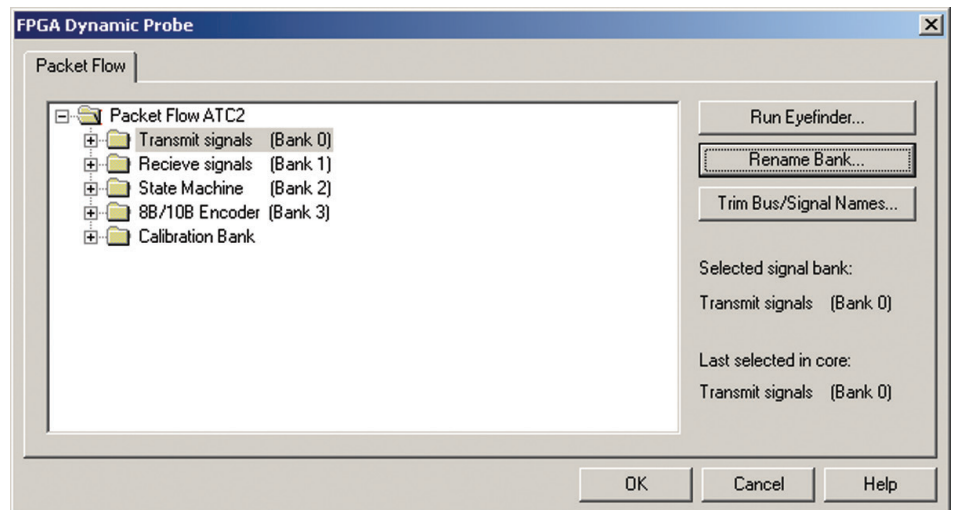 FPGA Dynamic Probe
Packet Flow
Packet Flow ATC2
Transmit signals (Bank 0)
Recieve signals (Bank 1)
State Machine (Bank 2)
8B/10B Encoder (Bank 3)
Calibration Bank
Run Eyefinder...
Rename Bank...
Trim Bus/Signal Names...
Selected signal bank:
Transmit signals (Bank 0)
Last selected in core:
Transmit signals (Bank 0)
OK
Cancel
Help